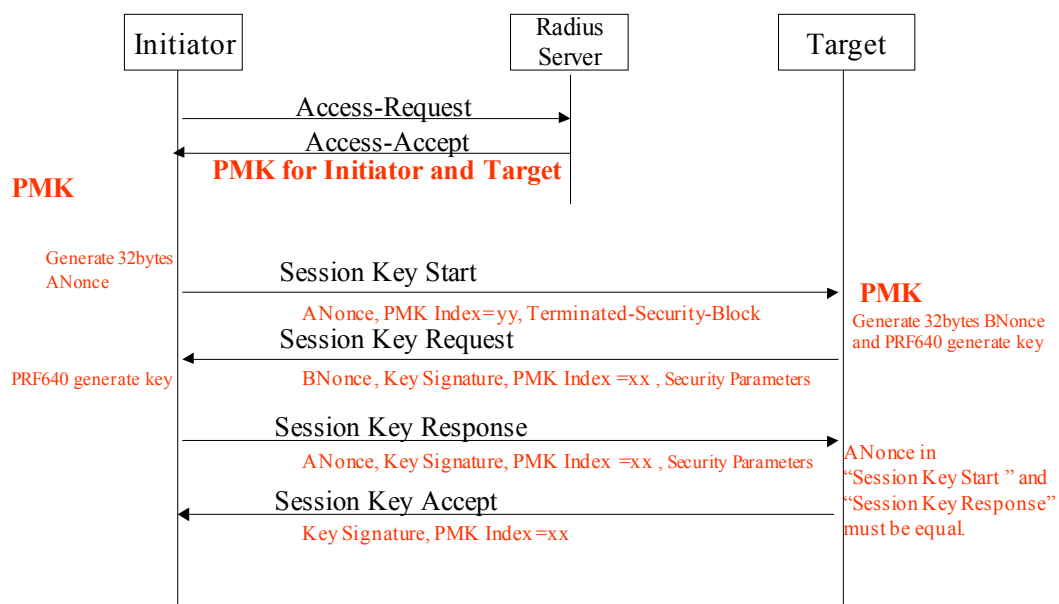 Initiator
Radius
Server
Target
Access-Request
Access-Accept
PMK for Initiator and Target
PMK
Generate 32bytes
ANonce
Session Key Start
ANonce, PMK Index=yy, Terminated-Security-Block
PMK
Generate 32bytes BNonce
and PRF640 generate key
Session Key Request
PRF640 generate key
BNonce, Key Signature, PMK Index =xx , Security Parameters
Session Key Response
ANonce, Key Signature, PMK Index =xx , Security Parameters
ANonce in
“Session Key Start ” and
“Session Key Response”
must be equal.
Session Key Accept
Key Signature, PMK Index=xx